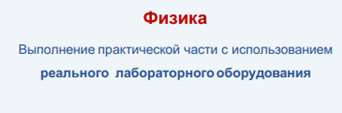 Физика
Выполнение практической части с использованием
реального лабораторного оборудования